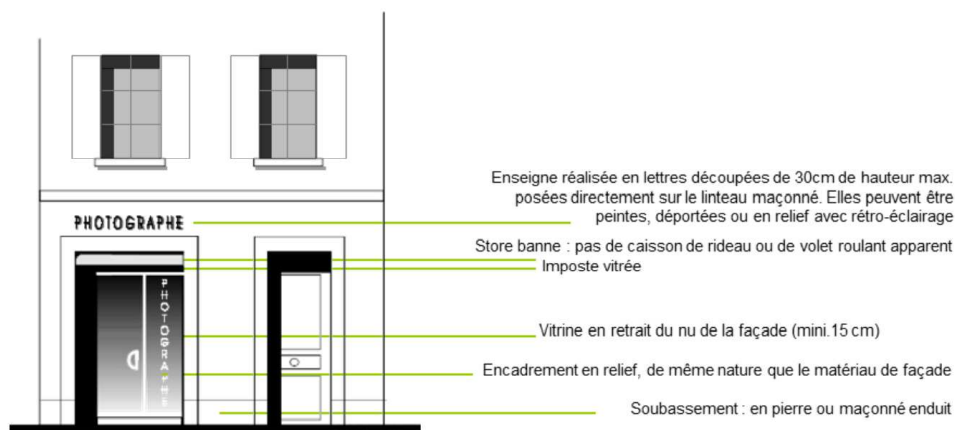 Enseigne réalisée en lettres découpées de 30cm de hauteur max.
posées directement sur le linteau maçonné. Elles peuvent être
peintes, déportées ou en relief avec rétro-éclairage
PHOTOGRAPHE
Store banne : pas de caisson de rideau ou de volet roulant apparent
Imposte vitrée
PHOTOGRAPHE
Vitrine en retrait du nu de la façade (mini.15 cm)
Encadrement en relief, de même nature que le matériau de façade
Soubassement : en pierre ou maçonné enduit